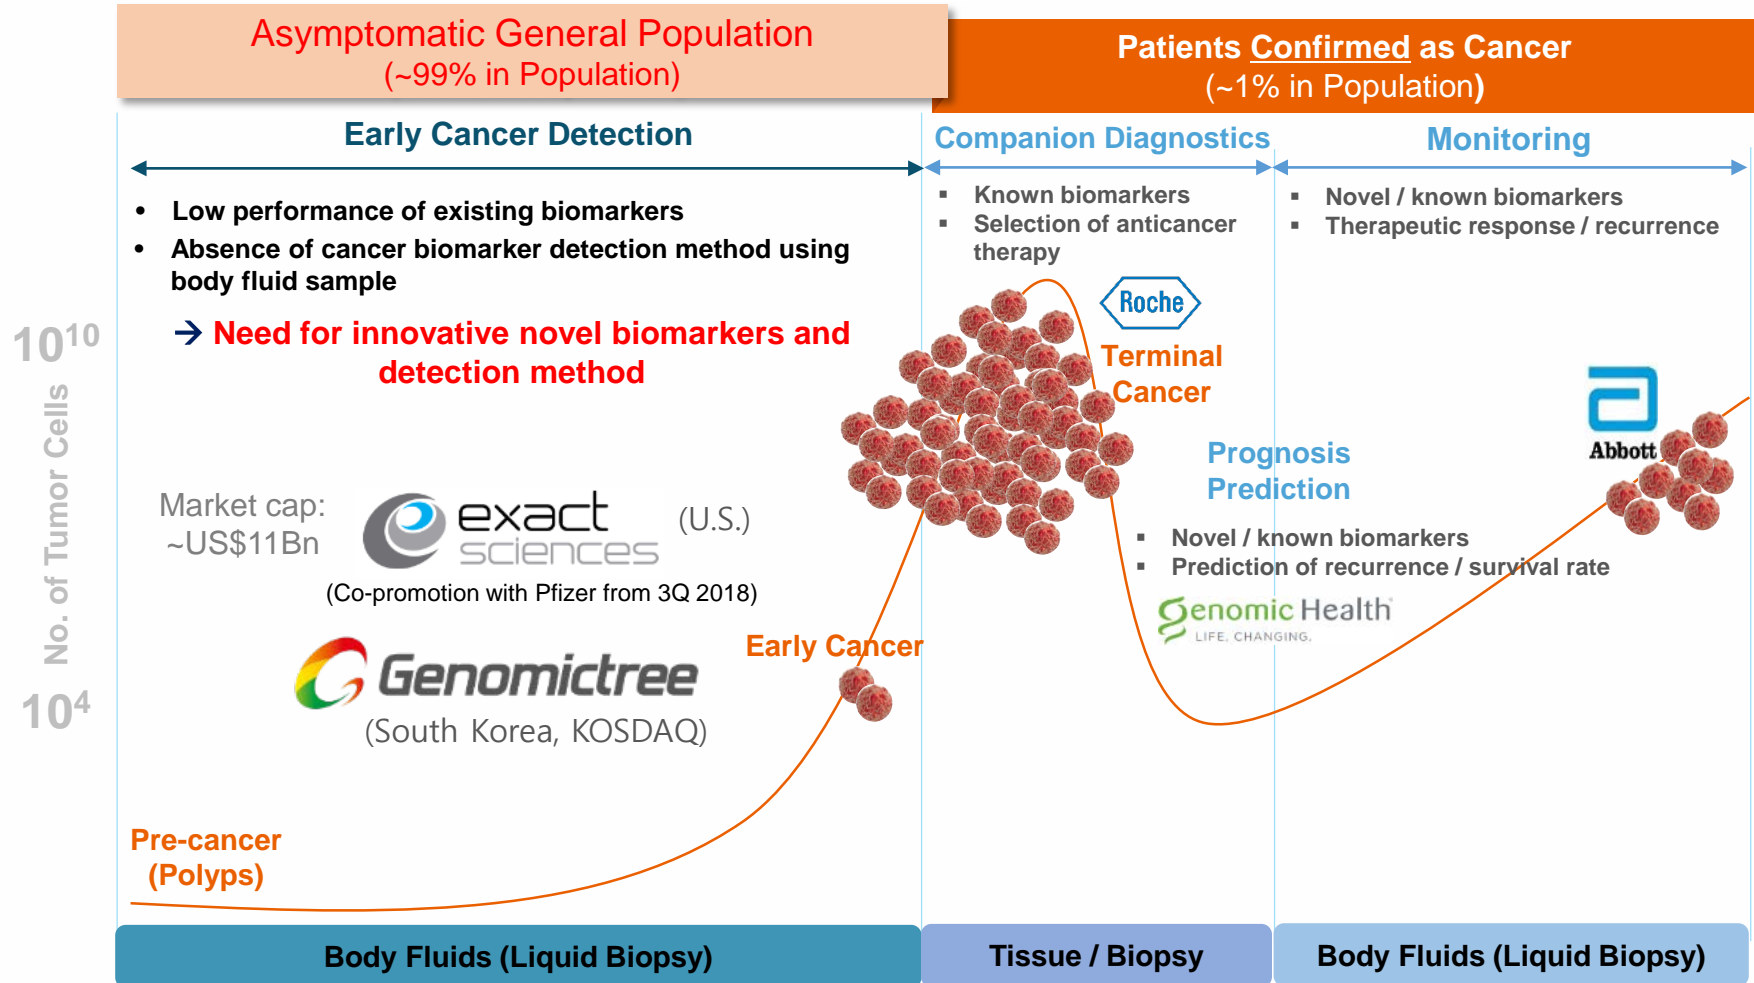 Asymptomatic General Population
(~99% in Population)
Patients Confirmed as Cancer
(~1% in Population)
Early Cancer Detection
• Low performance of existing biomarkers
• Absence of cancer biomarker detection method using
body fluid sample
→ Need for innovative novel biomarkers and
detection method
Companion Diagnostics
▪ Known biomarkers
▪ Selection of anticancer
therapy
Monitoring
▪ Novel / known biomarkers
▪ Therapeutic response / recurrence
10¹⁰
No. of Tumor Cells
10⁴
Market cap:
~US$11Bn
exact
sciences
(U.S.)
(Co-promotion with Pfizer from 3Q 2018)
Genomictree
(South Korea, KOSDAQ)
Early Cancer
Pre-cancer
(Polyps)
Roche
Terminal
Cancer
Prognosis
Prediction
▪ Novel / known biomarkers
▪ Prediction of recurrence / survival rate
Genomic Health
LIFE, CHANGING.
Abbott
Body Fluids (Liquid Biopsy)
Tissue / Biopsy
Body Fluids (Liquid Biopsy)